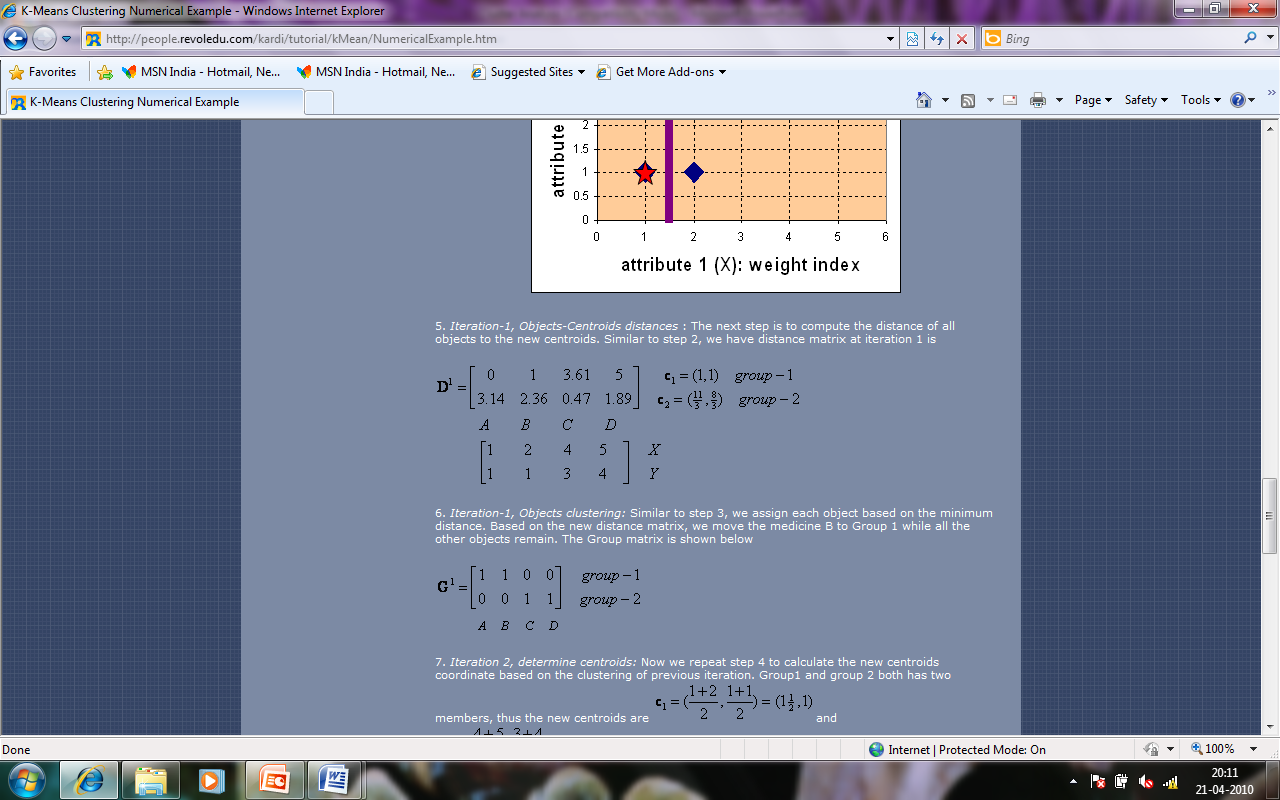 K-Means Clustering Numerical Example - Windows Internet Explorer
http://people.revoledu.com/kardi/tutorial/kMean/NumericalExample.htm
Bing
Favorites
MSN India - Hotmail, Ne...
MSN India - Hotmail, Ne...
Suggested Sites
Get More Add-ons
K-Means Clustering Numerical Example
Page
Safety
Tools
attribute
2
1.5
1
0.5
0
0 1 2 3 4 5 6
attribute 1 (X): weight index
5. Iteration-1, Objects-Centroids distances : The next step is to compute the distance of all
objects to the new centroids. Similar to step 2, we have distance matrix at iteration 1 is
D¹ =
0 1 3.61 5 c₁ = (1,1) group − 1
3.14 2.36 0.47 1.89 c₂ = (11/3, 8/3) group − 2
A B C D
1 2 4 5 X
1 1 3 4 Y
6. Iteration-1, Objects clustering: Similar to step 3, we assign each object based on the minimum
distance. Based on the new distance matrix, we move the medicine B to Group 1 while all the
other objects remain. The Group matrix is shown below
G¹ =
1 1 0 0 group − 1
0 0 1 1 group − 2
A B C D
7. Iteration 2, determine centroids: Now we repeat step 4 to calculate the new centroids
coordinate based on the clustering of previous iteration. Group1 and group 2 both has two
members, thus the new centroids are c₁ = ((1+2)/2, (1+1)/2) = (1½, 1) and
4+5 3+4
Done
Internet | Protected Mode: On
100%
20:11
21-04-2010